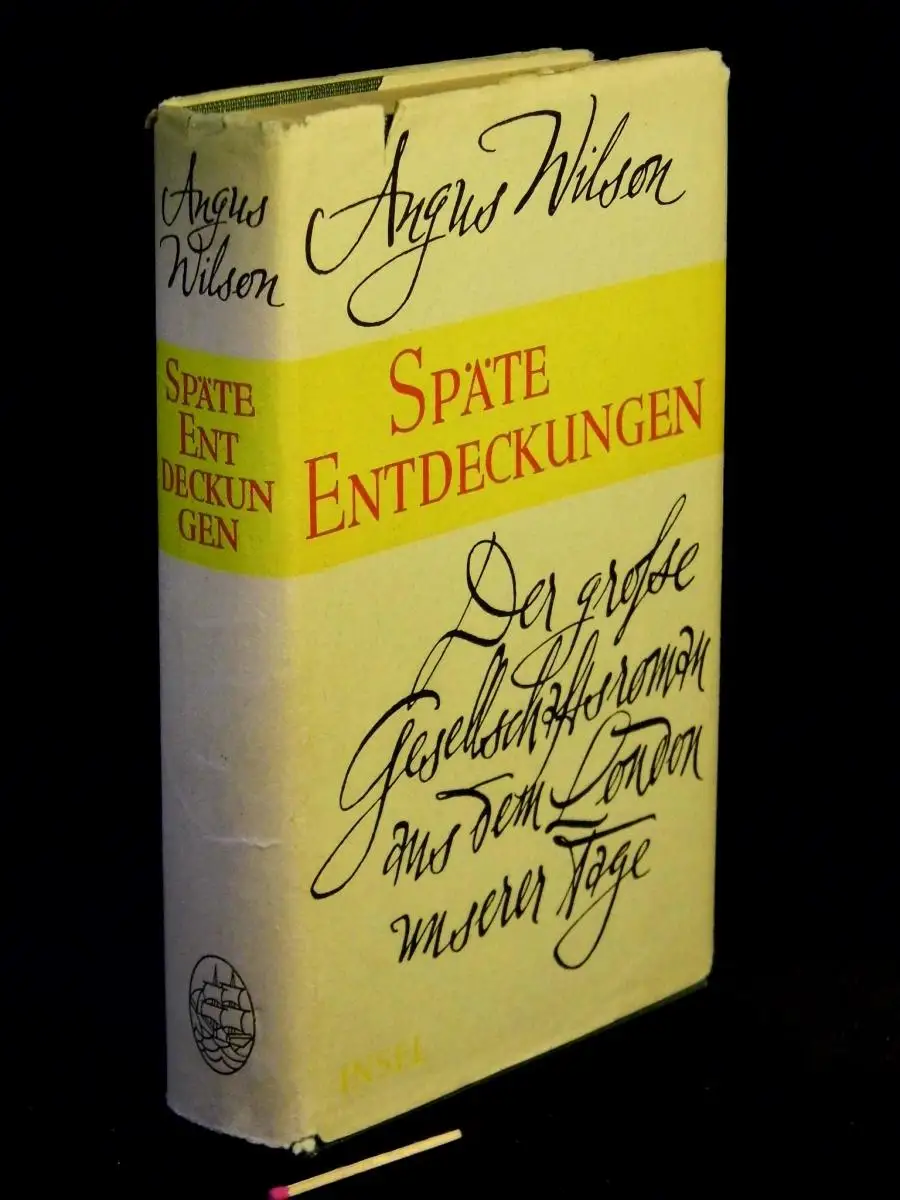 Angus
Wilson
SPÄTE
ENT
DECKUN
GEN
Angus Wilson
SPÄTE
ENTDECKUNGEN
Der große
Gesellschaftsroman
aus dem London
unserer Tage
INSEL